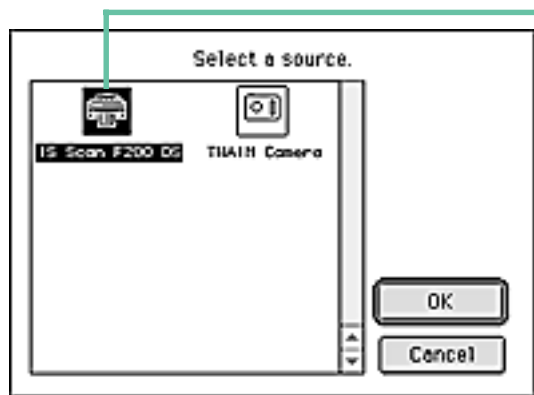 Select a source.
IS Scan F200 DS
TWAIN Camera
OK
Cancel